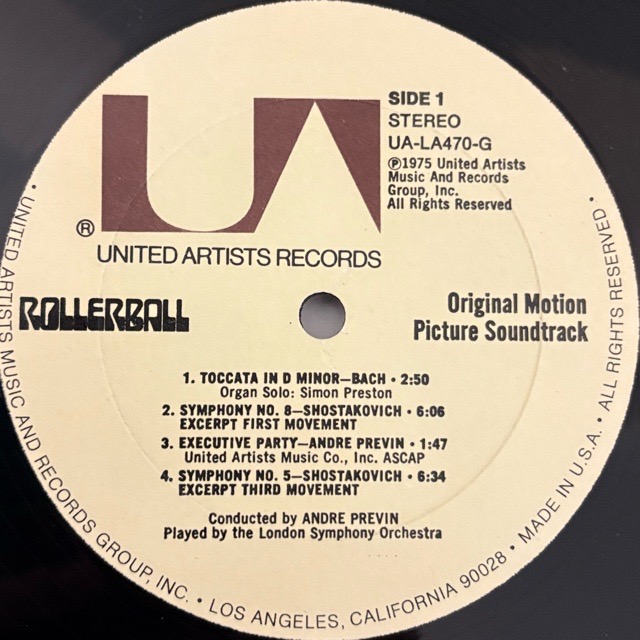 UA
SIDE 1
STEREO
UA-LA470-G
℗1975 United Artists
Music And Records
Group, Inc.
All Rights Reserved
®
UNITED ARTISTS RECORDS
ROLLERBALL
Original Motion
Picture Soundtrack
1. TOCCATA IN D MINOR—BACH • 2:50
Organ Solo: Simon Preston
2. SYMPHONY NO. 8—SHOSTAKOVICH • 6:06
EXCERPT FIRST MOVEMENT
3. EXECUTIVE PARTY—ANDRE PREVIN • 1:47
United Artists Music Co., Inc. ASCAP
4. SYMPHONY NO. 5—SHOSTAKOVICH • 6:34
EXCERPT THIRD MOVEMENT
Conducted by ANDRE PREVIN
Played by the London Symphony Orchestra
• UNITED ARTISTS MUSIC AND RECORDS GROUP, INC. • LOS ANGELES, CALIFORNIA 90028 • MADE IN U.S.A. • ALL RIGHTS RESERVED •